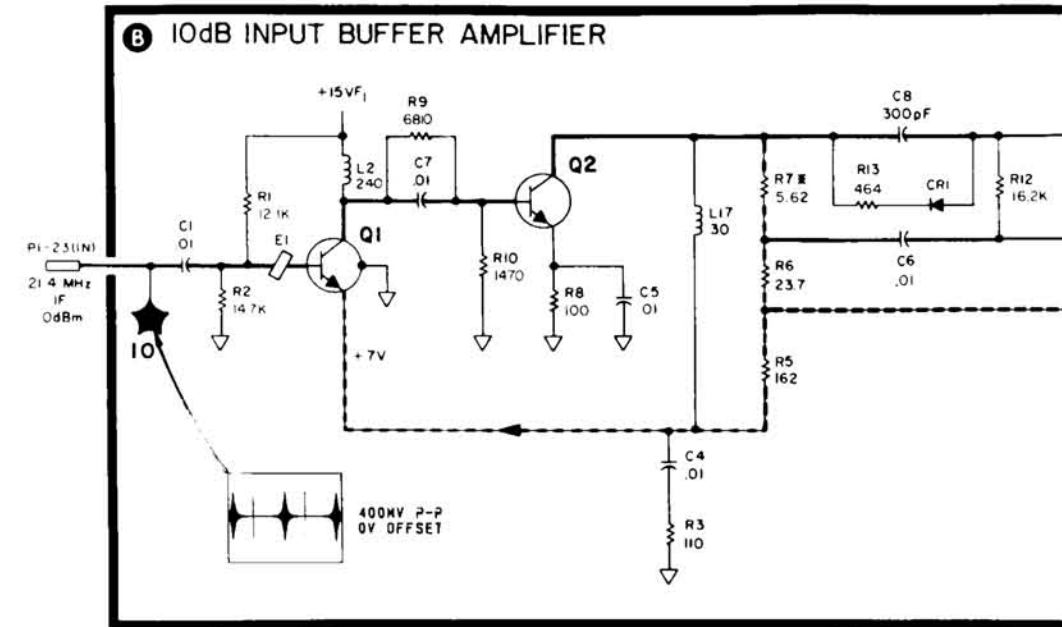 B 10dB INPUT BUFFER AMPLIFIER
+15VF1
R9
6810
C8
300pF
L2
240
C7
.01
Q2
R13
464
CR1
R7*
5.62
R12
16.2K
R1
12.1K
L17
30
C1
.01
E1
Q1
P1-23(IN)
21.4 MHz
IF
0dBm
R2
14.7K
R10
1470
R8
100
C5
.01
R6
23.7
C6
.01
10
+7V
R5
162
C4
.01
400MV P-P
0V OFFSET
R3
110